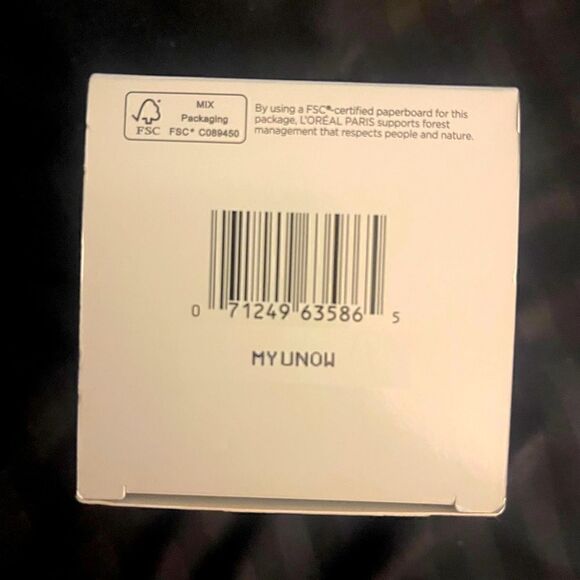 MIX
Packaging
FSC® C089450
FSC
By using a FSC®-certified paperboard for this
package, L'ORÉAL PARIS supports forest
management that respects people and nature.
0 71249 63586 5
MYUNOW